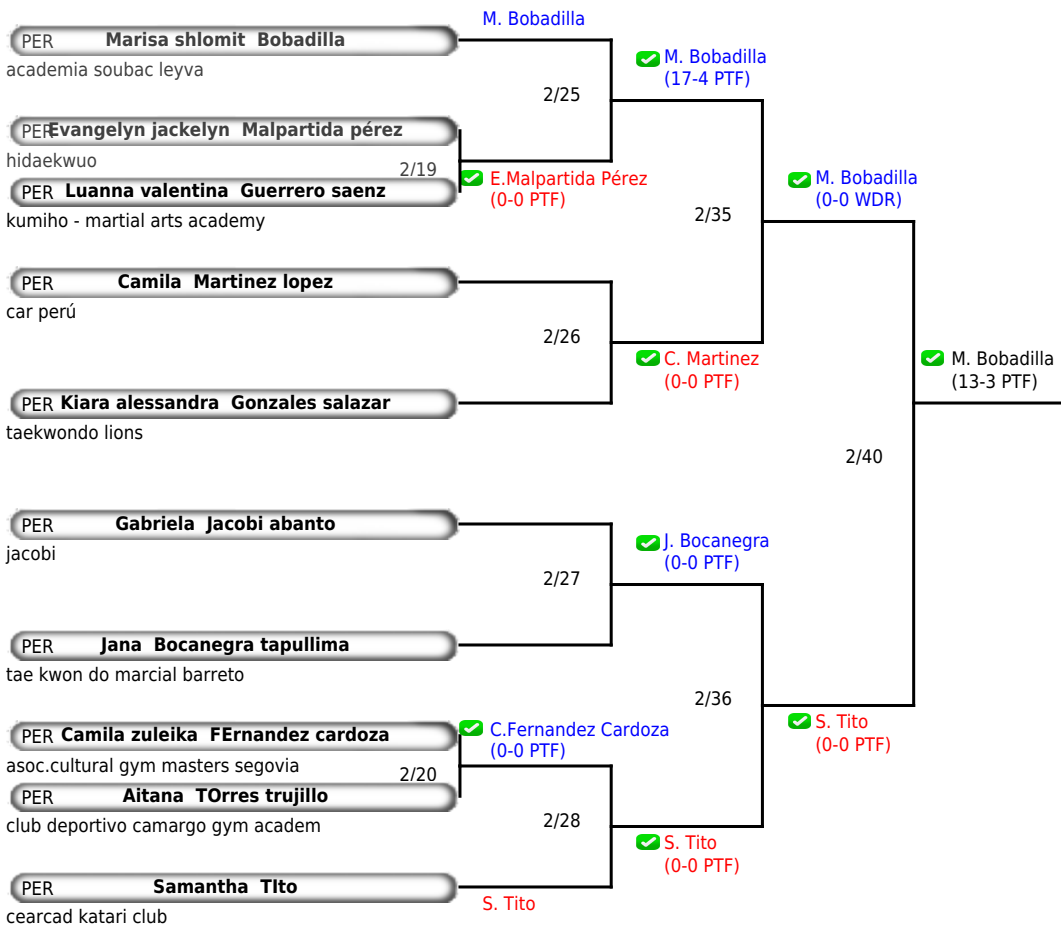 M. Bobadilla
PER Marisa shlomit Bobadilla
academia soubac leyva
M. Bobadilla
(17-4 PTF)
2/25
PER Evangelyn jackelyn Malpartida pérez
hidaekwuo
2/19
E.Malpartida Pérez
(0-0 PTF)
PER Luanna valentina Guerrero saenz
kumiho - martial arts academy
M. Bobadilla
(0-0 WDR)
2/35
PER Camila Martinez lopez
car perú
2/26
C. Martinez
(0-0 PTF)
M. Bobadilla
(13-3 PTF)
PER Kiara alessandra Gonzales salazar
taekwondo lions
2/40
PER Gabriela Jacobi abanto
jacobi
J. Bocanegra
(0-0 PTF)
2/27
PER Jana Bocanegra tapullima
tae kwon do marcial barreto
2/36
S. Tito
(0-0 PTF)
PER Camila zuleika FErnandez cardoza
asoc.cultural gym masters segovia
C.Fernandez Cardoza
(0-0 PTF)
2/20
PER Aitana TOrres trujillo
club deportivo camargo gym academ
2/28
S. Tito
(0-0 PTF)
PER Samantha TIto
cearcad katari club
S. Tito